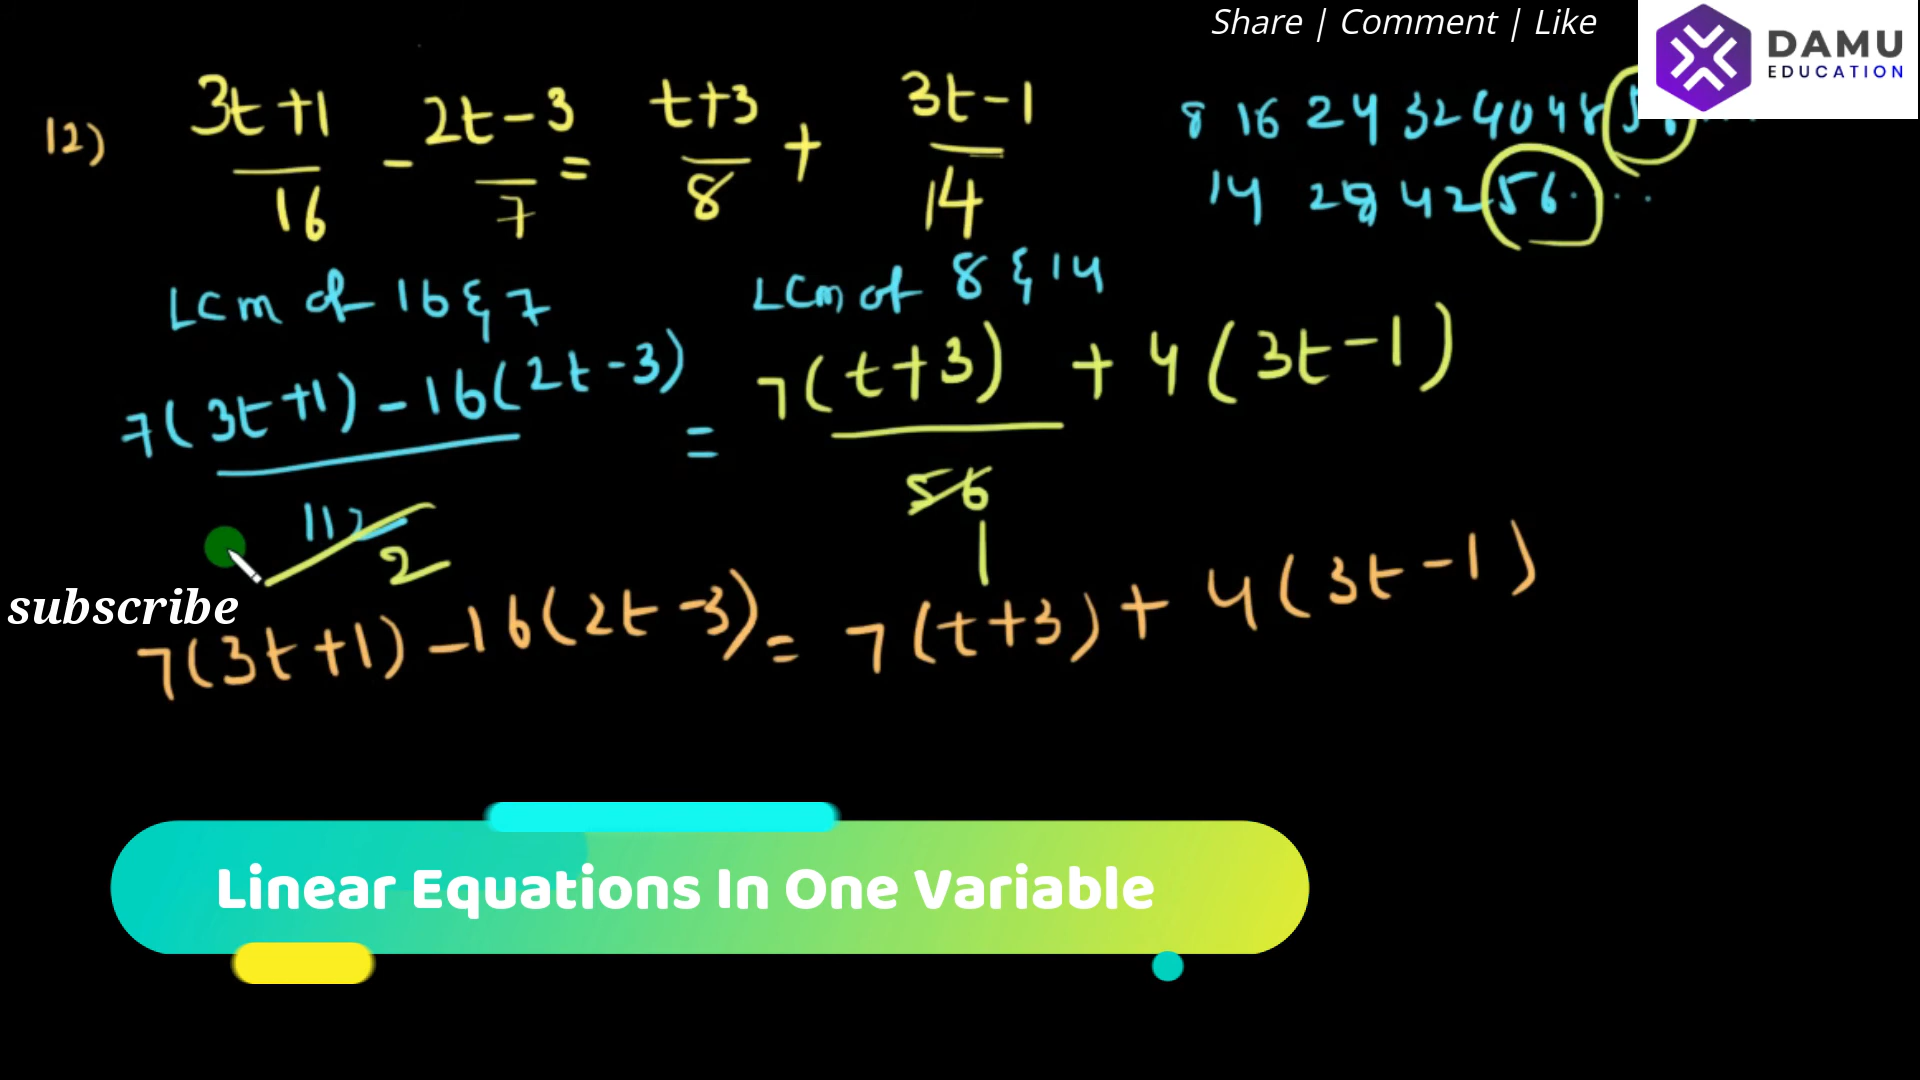 Share | Comment | Like
DAMU
EDUCATION
12) 3t+1/16 - 2t-3/7 = t+3/8 + 3t-1/14
8 16 24 32 40 48
14 28 42 56 ....
LCM of 16 & 7
LCM of 8 & 14
7(3t+1) - 16(2t-3) / 112 = 7(t+3) + 4(3t-1) / 56
2 1
subscribe
7(3t+1) - 16(2t-3) = 7(t+3) + 4(3t-1)
Linear Equations In One Variable